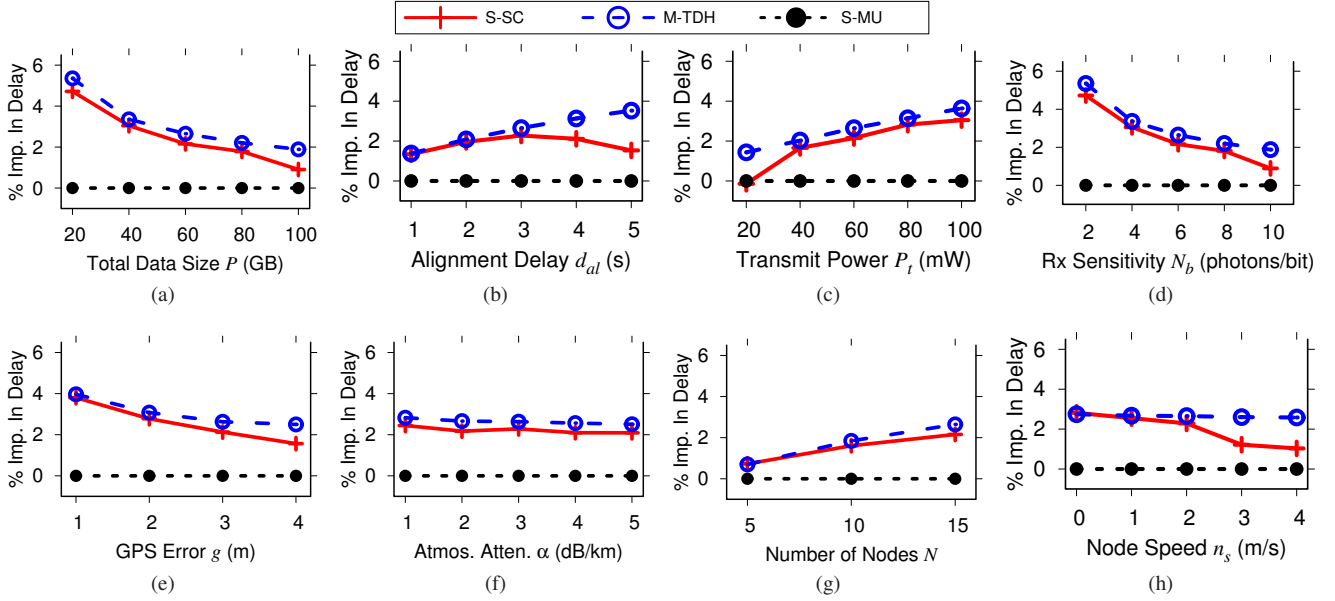 S-SC M-TDH S-MU
% Imp. In Delay
6
4
2
0
20 40 60 80 100
Total Data Size P (GB)
(a)
% Imp. In Delay
6
4
2
0
1 2 3 4 5
Alignment Delay d_al (s)
(b)
% Imp. In Delay
6
4
2
0
20 40 60 80 100
Transmit Power P_t (mW)
(c)
% Imp. In Delay
6
4
2
0
2 4 6 8 10
Rx Sensitivity N_b (photons/bit)
(d)
% Imp. In Delay
6
4
2
0
1 2 3 4
GPS Error g (m)
(e)
% Imp. In Delay
6
4
2
0
1 2 3 4 5
Atmos. Atten. α (dB/km)
(f)
% Imp. In Delay
6
4
2
0
5 10 15
Number of Nodes N
(g)
% Imp. In Delay
6
4
2
0
0 1 2 3 4
Node Speed n_s (m/s)
(h)